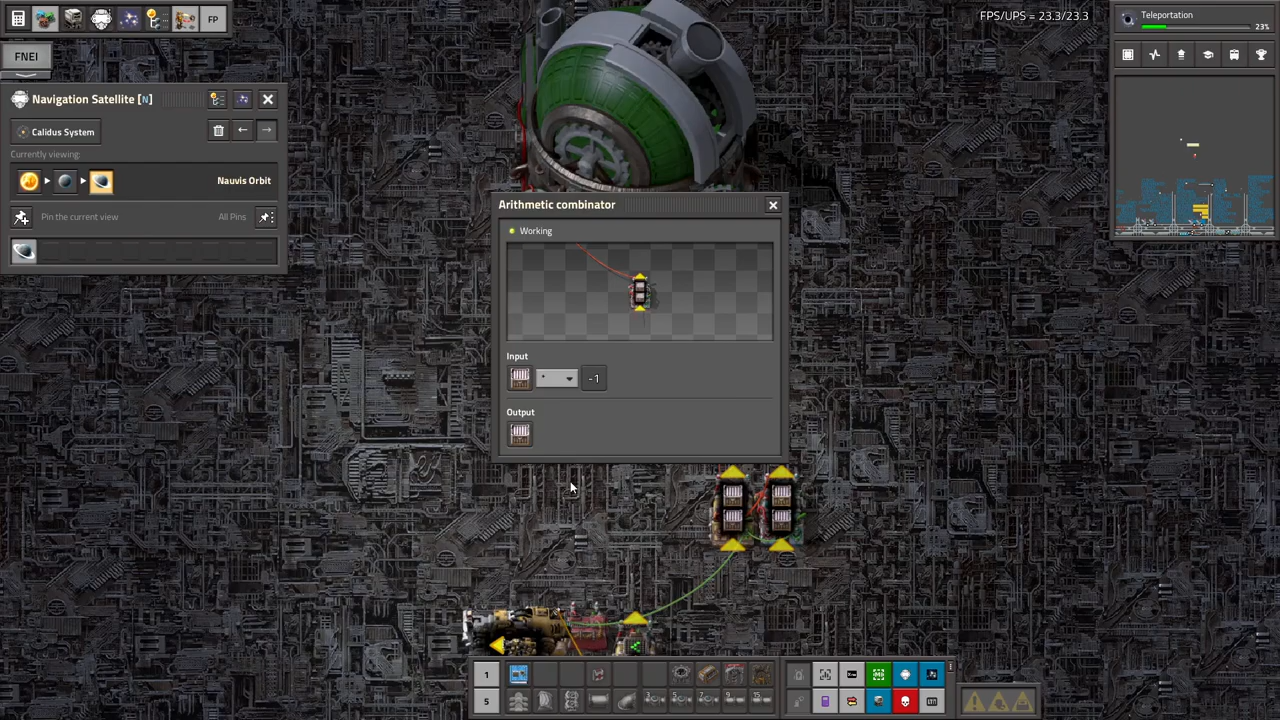 FP
FPS/UPS = 23.3/23.3
Teleportation
23%
FNEI
Navigation Satellite [N]
Calidus System
Currently viewing:
Nauvis Orbit
Pin the current view
All Pins
Arithmetic combinator
Working
Input
* -1
Output
1
5